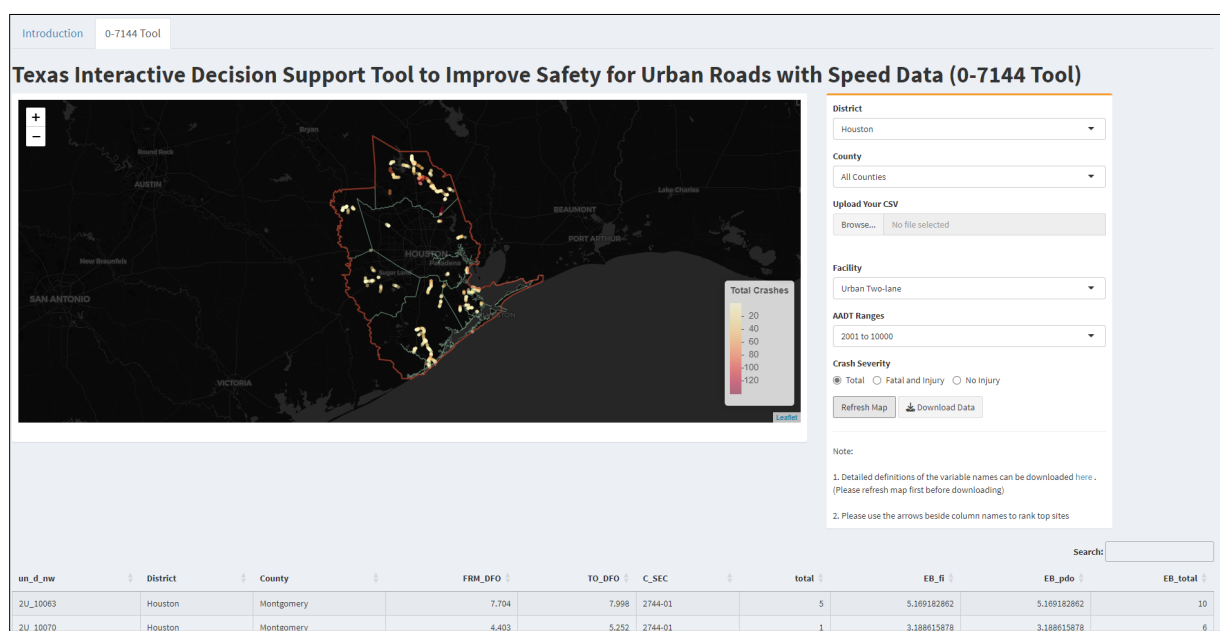 Introduction
0-7144 Tool
Texas Interactive Decision Support Tool to Improve Safety for Urban Roads with Speed Data (0-7144 Tool)
+
−
Bryan
Round Rock
AUSTIN
Lake Charles
BEAUMONT
PORT ARTHUR
HOUSTON
Pasadena
New Braunfels
Sugar Land
SAN ANTONIO
VICTORIA
Total Crashes
20
40
60
80
100
120
Leaflet
District
Houston
County
All Counties
Upload Your CSV
Browse... No file selected
Facility
Urban Two-lane
AADT Ranges
2001 to 10000
Crash Severity
Total Fatal and Injury No Injury
Refresh Map Download Data
Note:
1. Detailed definitions of the variable names can be downloaded here .
(Please refresh map first before downloading)
2. Please use the arrows beside column names to rank top sites
Search:
un_d_nw District County FRM_DFO TO_DFO C_SEC total EB_fi EB_pdo EB_total
2U_10063 Houston Montgomery 7.704 7.998 2744-01 5 5.169182862 5.169182862 10
2U_10070 Houston Montgomery 4.403 5.252 2744-01 1 3.188615878 3.188615878 6